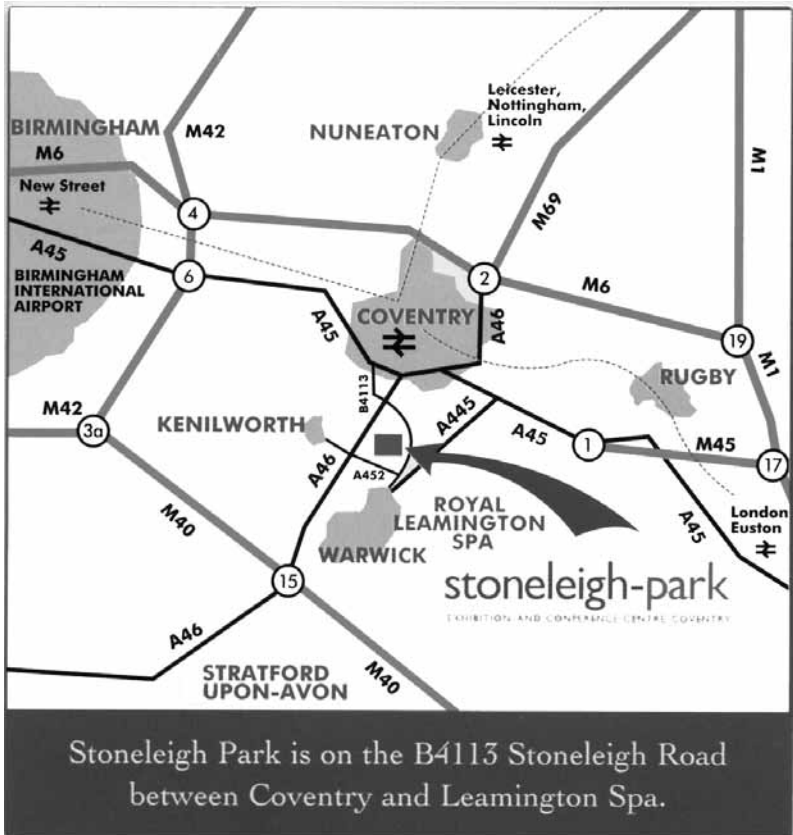 Leicester,
Nottingham,
Lincoln
BIRMINGHAM
M42
NUNEATON
M6
M1
New Street
4
M69
A45
BIRMINGHAM
INTERNATIONAL
AIRPORT
6
2
M6
A45
COVENTRY
A46
19
M1
RUGBY
B4113
M42
3a
KENILWORTH
A445
A45
1
M45
17
A46
A452
M40
ROYAL
LEAMINGTON
SPA
London
Euston
A45
WARWICK
15
stoneleigh-park
EXHIBITION AND CONFERENCE CENTRE COVENTRY
A46
STRATFORD
UPON-AVON
M40
Stoneleigh Park is on the B4113 Stoneleigh Road
between Coventry and Leamington Spa.